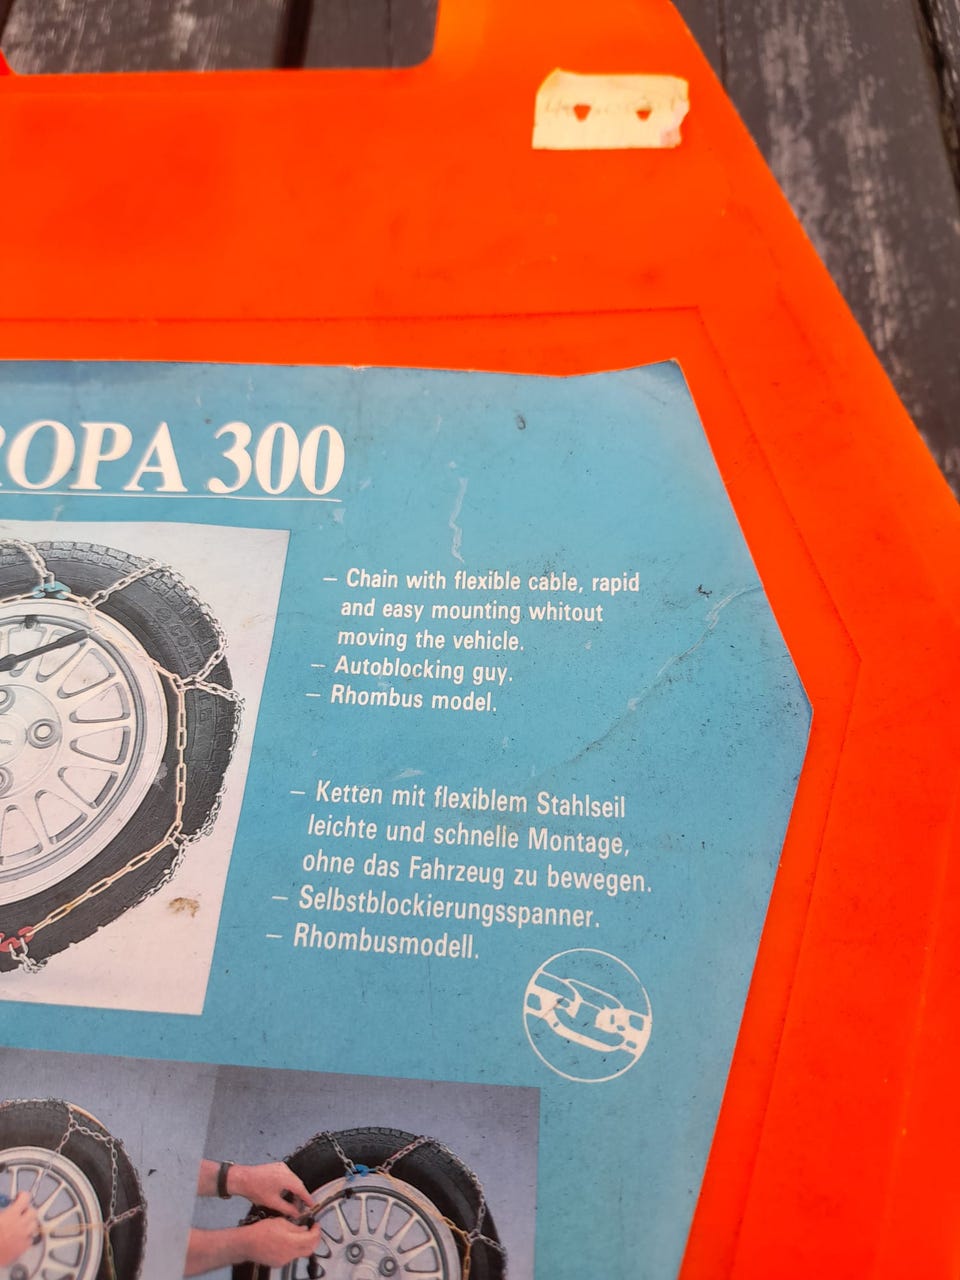 ROPA 300
– Chain with flexible cable, rapid
and easy mounting whitout
moving the vehicle.
– Autoblocking guy.
– Rhombus model.
– Ketten mit flexiblem Stahlseil
leichte und schnelle Montage,
ohne das Fahrzeug zu bewegen.
– Selbstblockierungsspanner.
– Rhombusmodell.